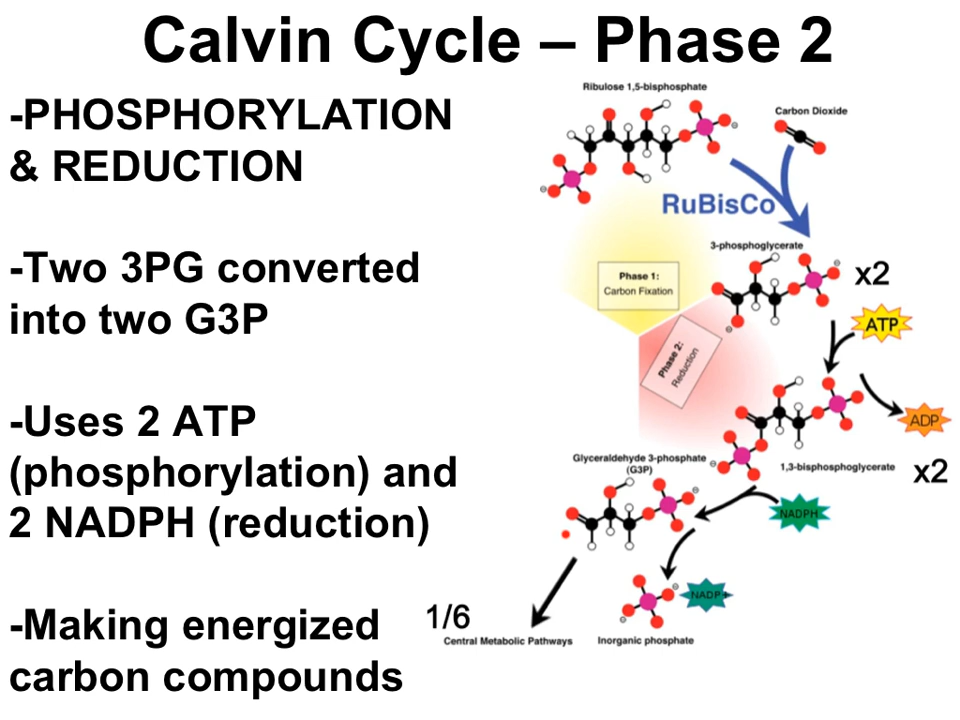 Calvin Cycle – Phase 2
-PHOSPHORYLATION
& REDUCTION
-Two 3PG converted
into two G3P
-Uses 2 ATP
(phosphorylation) and
2 NADPH (reduction)
-Making energized
carbon compounds
Ribulose 1,5-bisphosphate
Carbon Dioxide
RuBisCo
3-phosphoglycerate
x2
Phase 1:
Carbon Fixation
ATP
Phase 2:
Reduction
ADP
1,3-bisphosphoglycerate
x2
Glyceraldehyde 3-phosphate
(G3P)
NADPH
NADP+
1/6
Central Metabolic Pathways
Inorganic phosphate